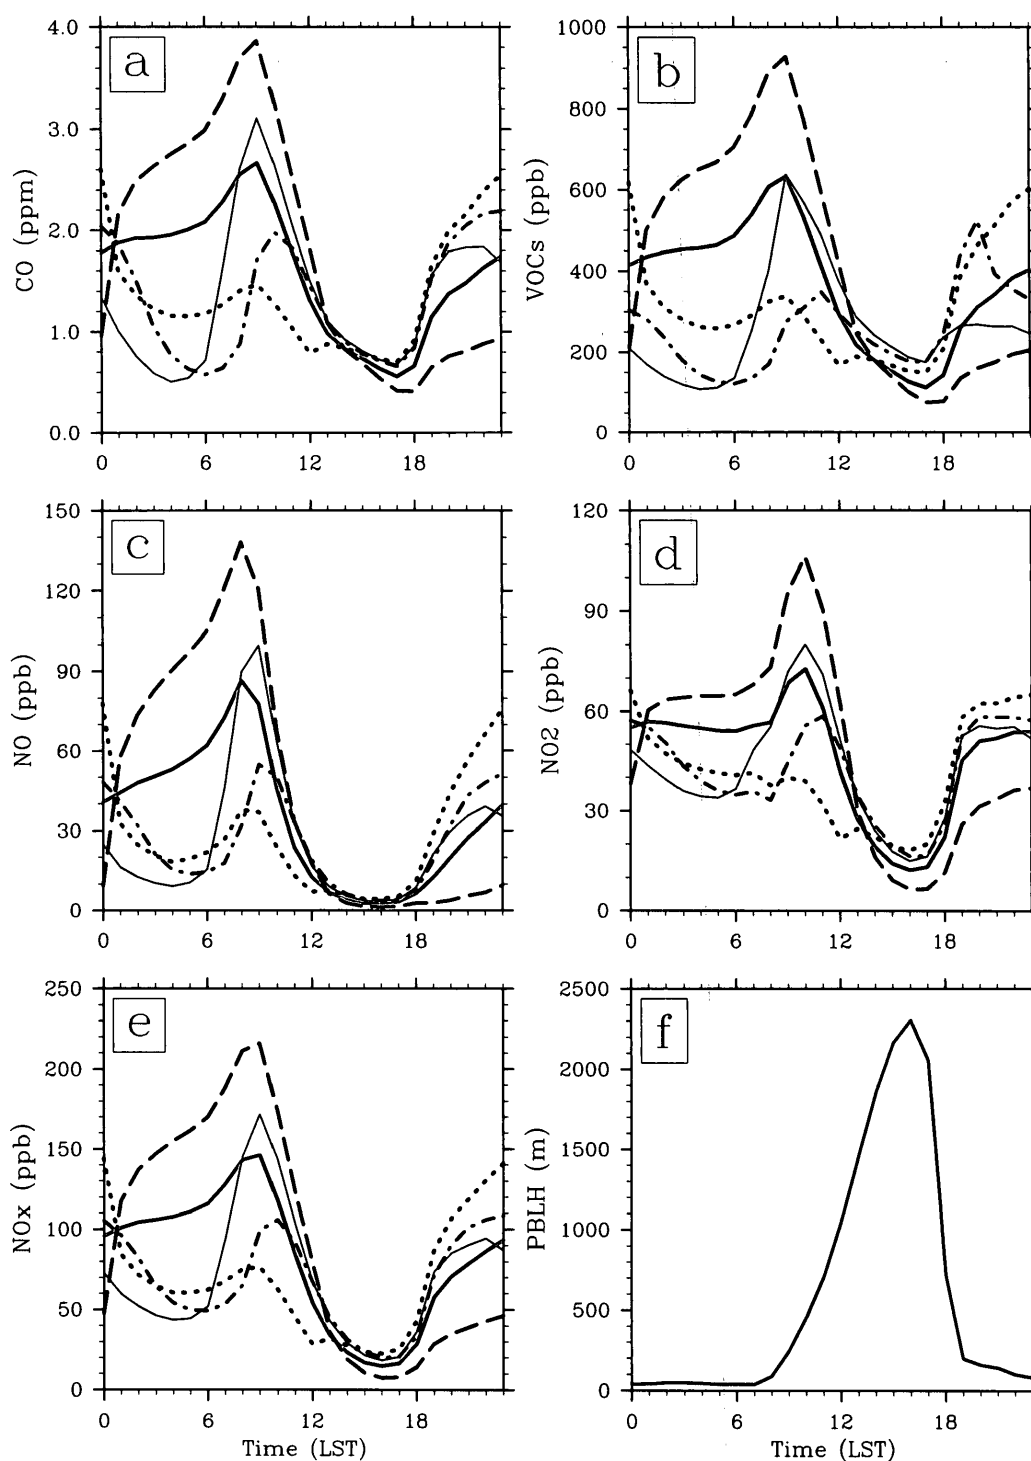 a
CO (ppm)
4.0
3.0
2.0
1.0
0.0
0 6 12 18
b
VOCs (ppb)
1000
800
600
400
200
0
0 6 12 18
c
NO (ppb)
150
120
90
60
30
0
0 6 12 18
d
NO2 (ppb)
120
90
60
30
0
0 6 12 18
e
NOx (ppb)
250
200
150
100
50
0
0 6 12 18
Time (LST)
f
PBLH (m)
2500
2000
1500
1000
500
0
0 6 12 18
Time (LST)